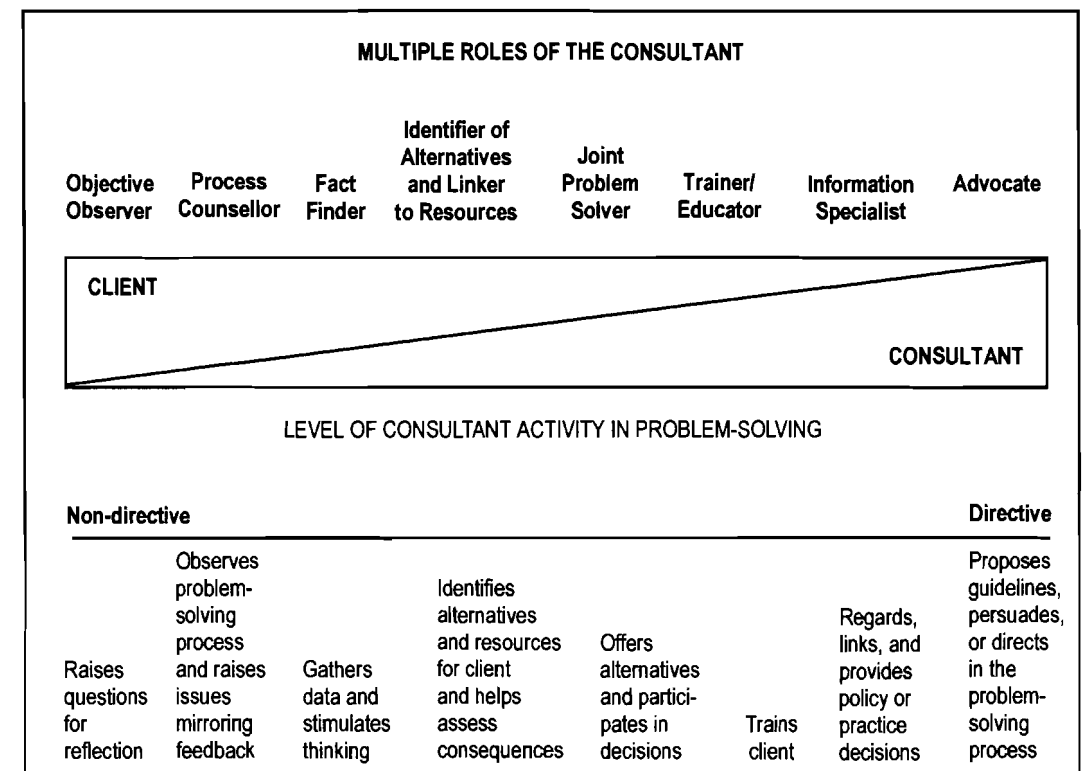 MULTIPLE ROLES OF THE CONSULTANT
Objective
Observer
Process
Counsellor
Fact
Finder
Identifier of
Alternatives
and Linker
to Resources
Joint
Problem
Solver
Trainer/
Educator
Information
Specialist
Advocate
CLIENT
CONSULTANT
LEVEL OF CONSULTANT ACTIVITY IN PROBLEM-SOLVING
Non-directive
Directive
Raises
questions
for
reflection
Observes
problem-
solving
process
and raises
issues
mirroring
feedback
Gathers
data and
stimulates
thinking
Identifies
alternatives
and resources
for client
and helps
assess
consequences
Offers
alternatives
and partici-
pates in
decisions
Trains
client
Regards,
links, and
provides
policy or
practice
decisions
Proposes
guidelines,
persuades,
or directs
in the
problem-
solving
process